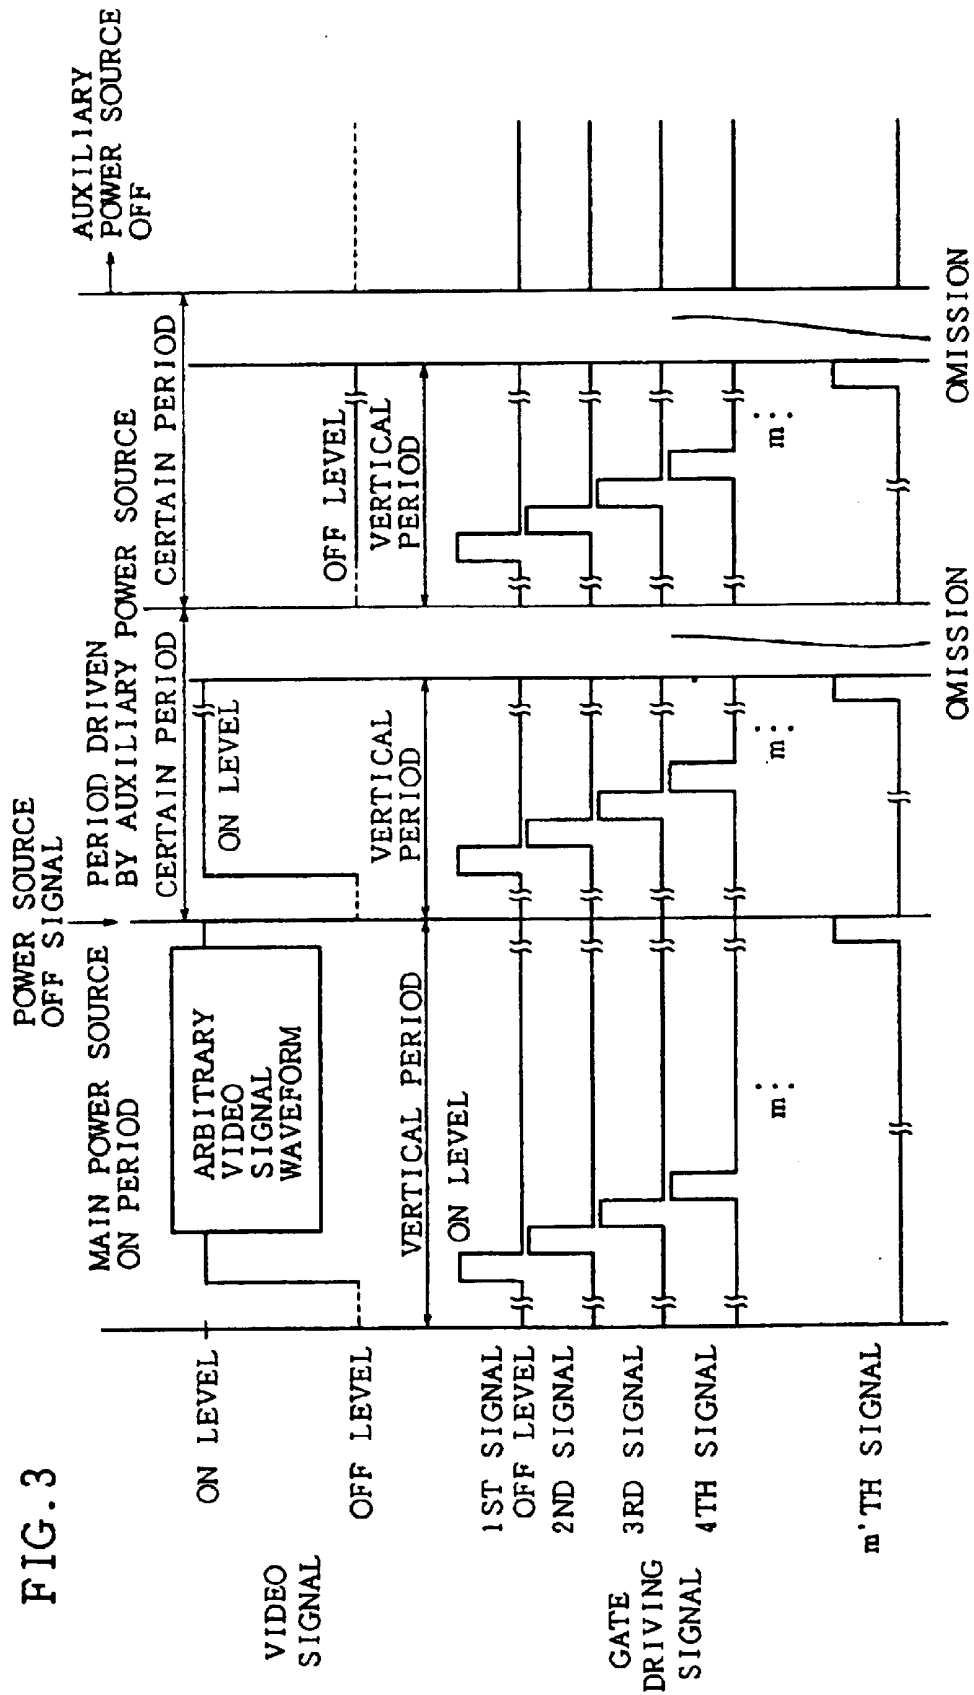 FIG.3
POWER SOURCE
OFF SIGNAL
MAIN POWER SOURCE
ON PERIOD
PERIOD DRIVEN
BY AUXILIARY POWER SOURCE
AUXILIARY
POWER SOURCE
OFF
CERTAIN PERIOD
CERTAIN PERIOD
VIDEO
SIGNAL
ON LEVEL
OFF LEVEL
ARBITRARY
VIDEO
SIGNAL
WAVEFORM
ON LEVEL
OFF LEVEL
VERTICAL PERIOD
VERTICAL
PERIOD
VERTICAL
PERIOD
ON LEVEL
GATE
DRIVING
SIGNAL
1ST SIGNAL
OFF LEVEL
2ND SIGNAL
3RD SIGNAL
4TH SIGNAL
m:
m:
m:
m'TH SIGNAL
OMISSION
OMISSION